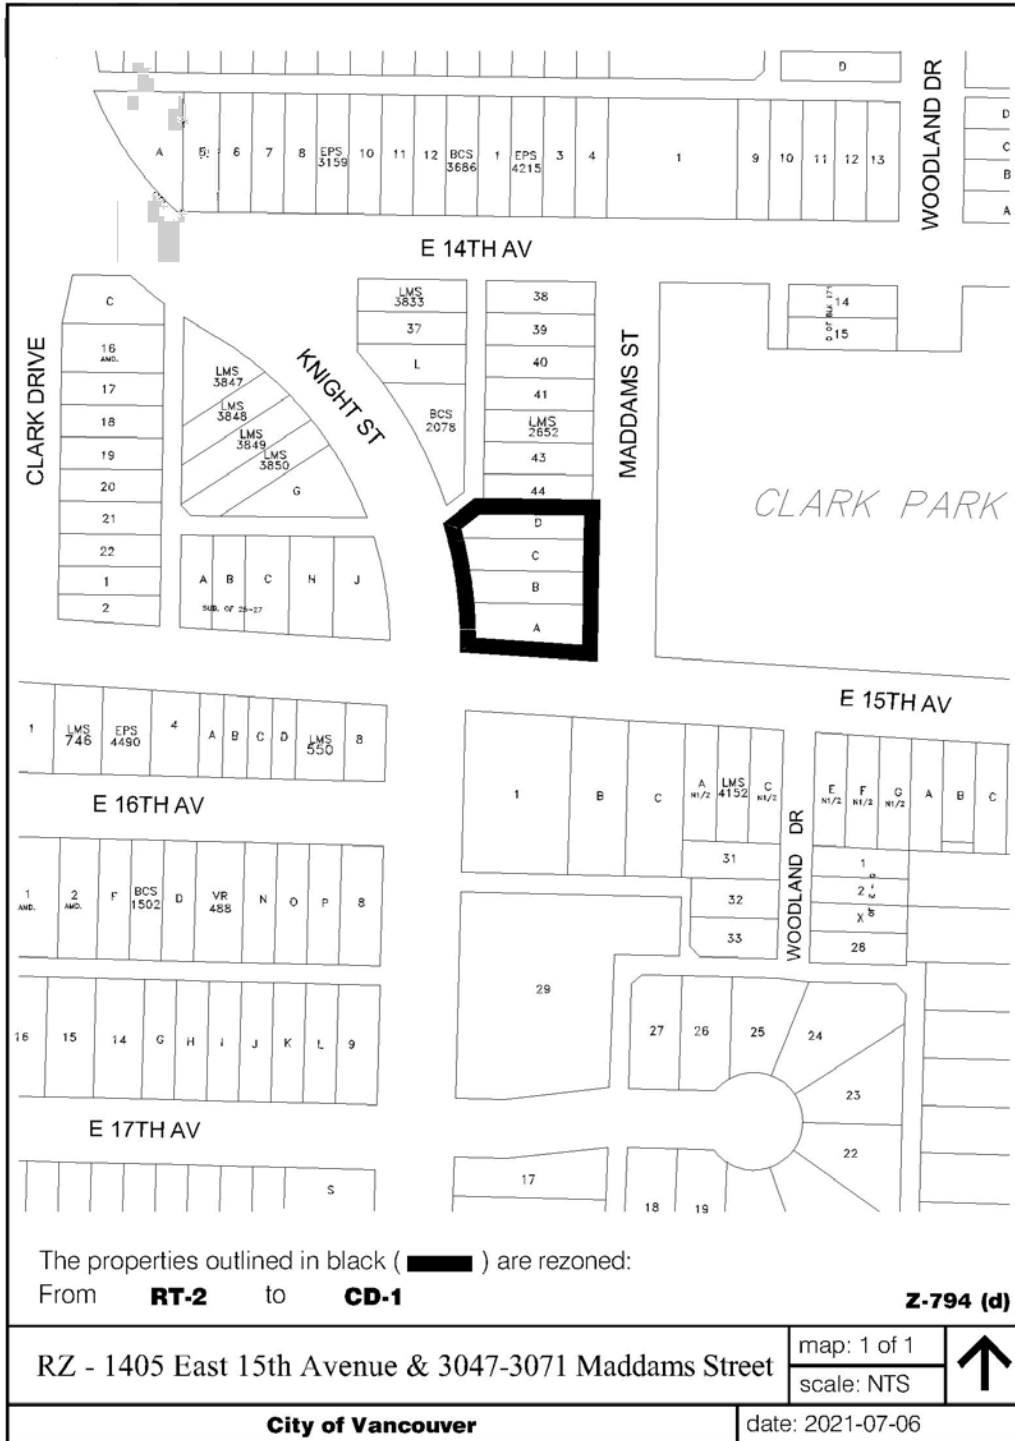 D
WOODLAND DR
D
C
B
A
A
5
6
7
8
EPS
3159
10
11
12
BCS
3686
1
EPS
4215
3
4
1
9
10
11
12
13
E 14TH AV
C
16
AMD.
17
18
19
20
21
22
1
2
CLARK DRIVE
LMS
3847
LMS
3848
LMS
3849
LMS
3850
G
KNIGHT ST
LMS
3833
37
L
BCS
2078
38
39
40
41
LMS
2652
43
44
D
C
B
A
MADDAMS ST
14
15
CLARK PARK
A
B
C
H
J
SUB. OF 26-27
E 15TH AV
1
LMS
746
EPS
4490
4
A
B
C
D
LMS
550
8
E 16TH AV
1
B
C
A
N1/2
LMS
4152
C
N1/2
E
N1/2
F
N1/2
G
N1/2
A
B
C
31
32
33
WOODLAND DR
1
2
X
28
1
AMD.
2
AMD.
F
BCS
1502
D
VR
488
N
O
P
8
29
27
26
25
24
23
22
16
15
14
G
H
I
J
K
L
9
E 17TH AV
S
17
18
19
The properties outlined in black ( ) are rezoned:
From RT-2 to CD-1
Z-794 (d)
RZ - 1405 East 15th Avenue & 3047-3071 Maddams Street
map: 1 of 1
scale: NTS
City of Vancouver
date: 2021-07-06